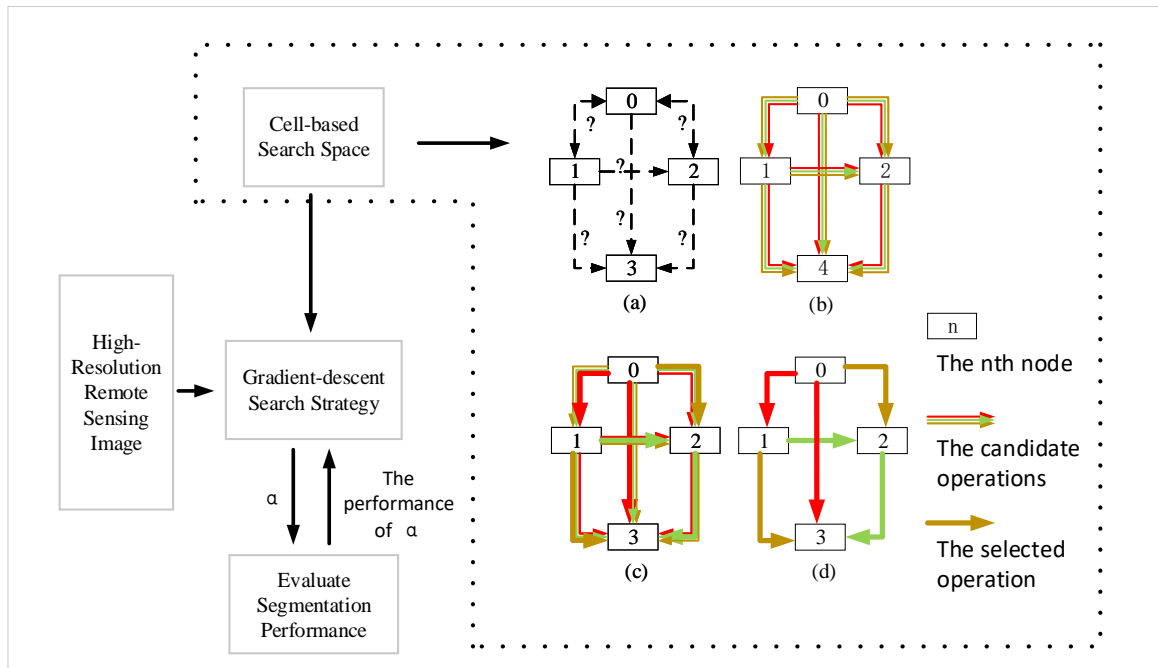 Cell-based
Search Space
High-
Resolution
Remote
Sensing
Image
Gradient-descent
Search Strategy
α
The
performance
of α
Evaluate
Segmentation
Performance
0
?
?
1
?
2
?
?
?
3
(a)
0
1
2
4
(b)
0
1
2
3
(c)
0
1
2
3
(d)
n
The nth node
The candidate
operations
The selected
operation